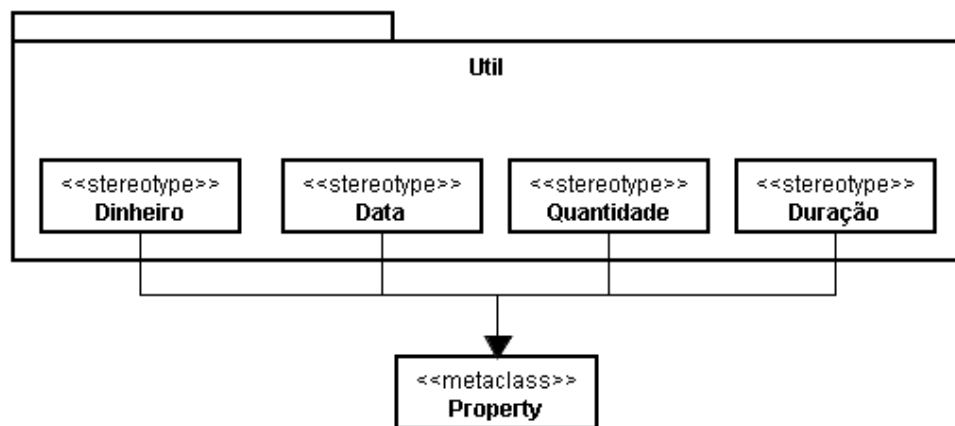 Util
<<stereotype>>
Dinheiro
<<stereotype>>
Data
<<stereotype>>
Quantidade
<<stereotype>>
Duração
<<metaclass>>
Property